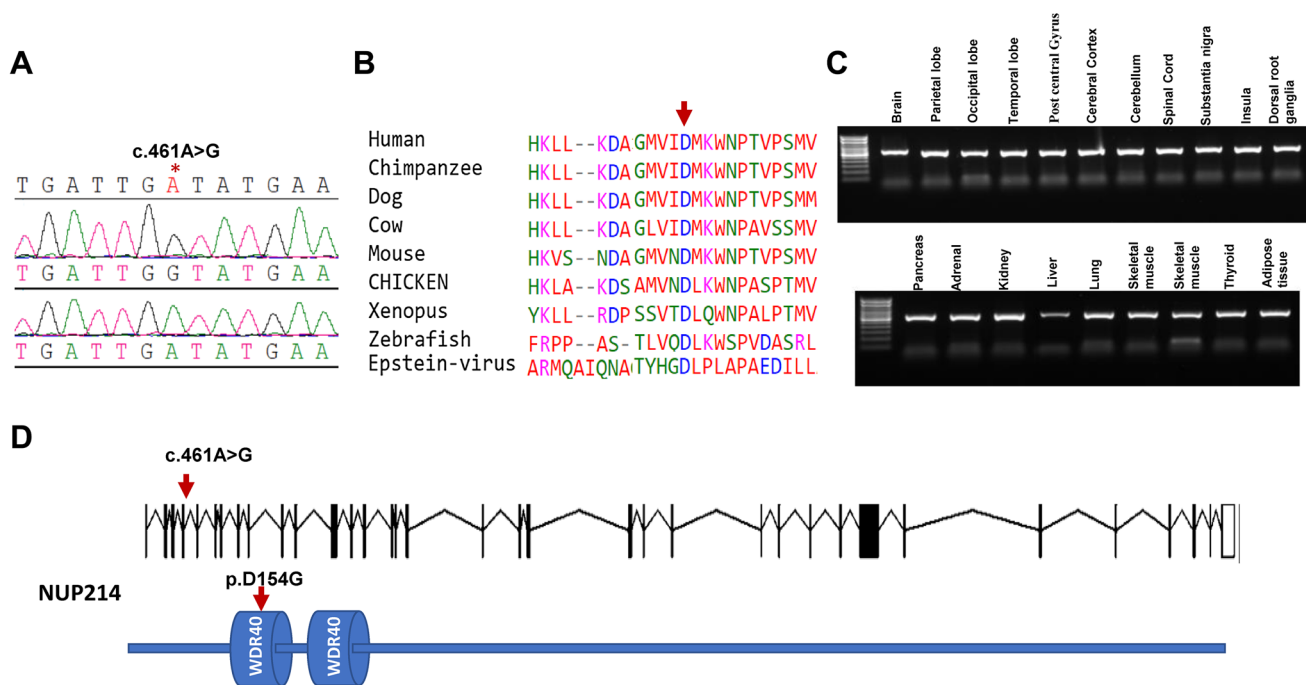 A
c.461A>G
*
T G A T T G A T A T G A A
T G A T T G G T A T G A A
T G A T T G A T A T G A A
B
Human HKLL--KDAGMVIDMKWNPTVPSMV
Chimpanzee HKLL--KDAGMVIDMKWNPTVPSMV
Dog HKLL--KDAGMVIDMKWNPTVPSMM
Cow HKLL--KDAGLVIDMKWNPAVSSMV
Mouse HKVS--NDAGMVNDMKWNPTVPSMV
CHICKEN HKLA--KDSAMVNDLKWNPASPTMV
Xenopus YKLL--RDPSSVTDLQWNPALPTMV
Zebrafish FRPP--AS-TLVQDLKWSPVDASRL
Epstein-virus ARMQAIQNAGTYHGDLPLAPAEDILL
C
Brain
Parietal lobe
Occipital lobe
Temporal lobe
Post central Gyrus
Cerebral Cortex
Cerebellum
Spinal Cord
Substantia nigra
Insula
Dorsal root
ganglia
Pancreas
Adrenal
Kidney
Liver
Lung
Skeletal
muscle
Skeletal
muscle
Thyroid
Adipose
tissue
D
c.461A>G
p.D154G
NUP214
WDR40
WDR40